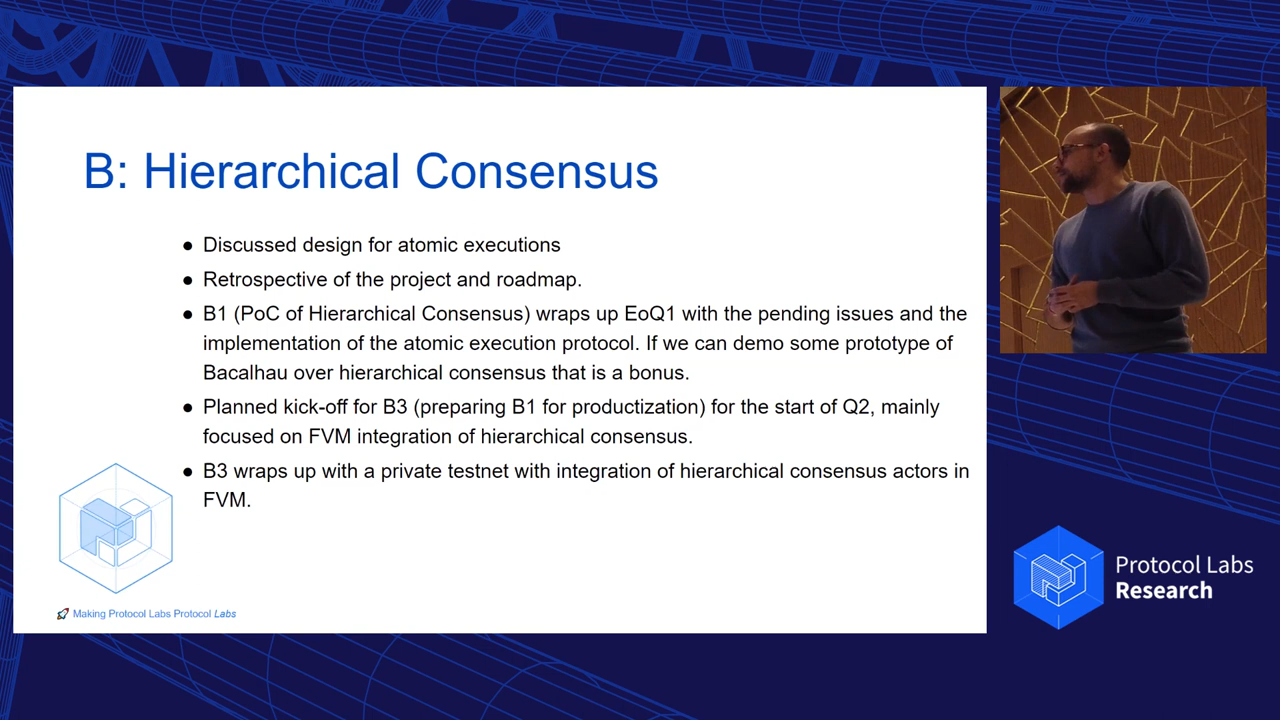 B: Hierarchical Consensus
● Discussed design for atomic executions
● Retrospective of the project and roadmap.
● B1 (PoC of Hierarchical Consensus) wraps up EoQ1 with the pending issues and the
implementation of the atomic execution protocol. If we can demo some prototype of
Bacalhau over hierarchical consensus that is a bonus.
● Planned kick-off for B3 (preparing B1 for productization) for the start of Q2, mainly
focused on FVM integration of hierarchical consensus.
● B3 wraps up with a private testnet with integration of hierarchical consensus actors in
FVM.
🚀 Making Protocol Labs Protocol Labs
Protocol Labs
Research